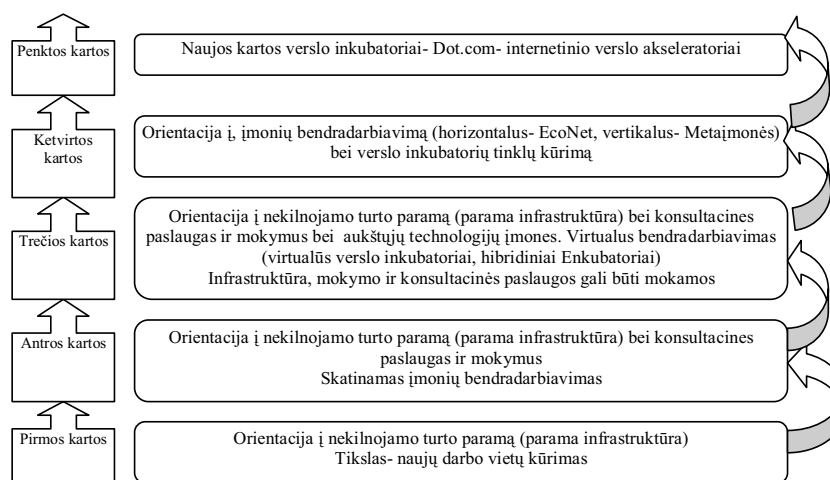 Penktos kartos
Naujos kartos verslo inkubatoriai- Dot.com- internetinio verslo akseleratoriai
Ketvirtos
kartos
Orientacija į, įmonių bendradarbiavimą (horizontalus- EcoNet, vertikalus- Metaįmonės)
bei verslo inkubatorių tinklų kūrimą
Trečios kartos
Orientacija į nekilnojamo turto paramą (parama infrastruktūra) bei konsultacines
paslaugas ir mokymus bei aukštųjų technologijų įmones. Virtualus bendradarbiavimas
(virtualūs verslo inkubatoriai, hibridiniai Enkubatoriai)
Infrastruktūra, mokymo ir konsultacinės paslaugos gali būti mokamos
Antros kartos
Orientacija į nekilnojamo turto paramą (parama infrastruktūra) bei konsultacines
paslaugas ir mokymus
Skatinamas įmonių bendradarbiavimas
Pirmos kartos
Orientacija į nekilnojamo turto paramą (parama infrastruktūra)
Tikslas- naujų darbo vietų kūrimas